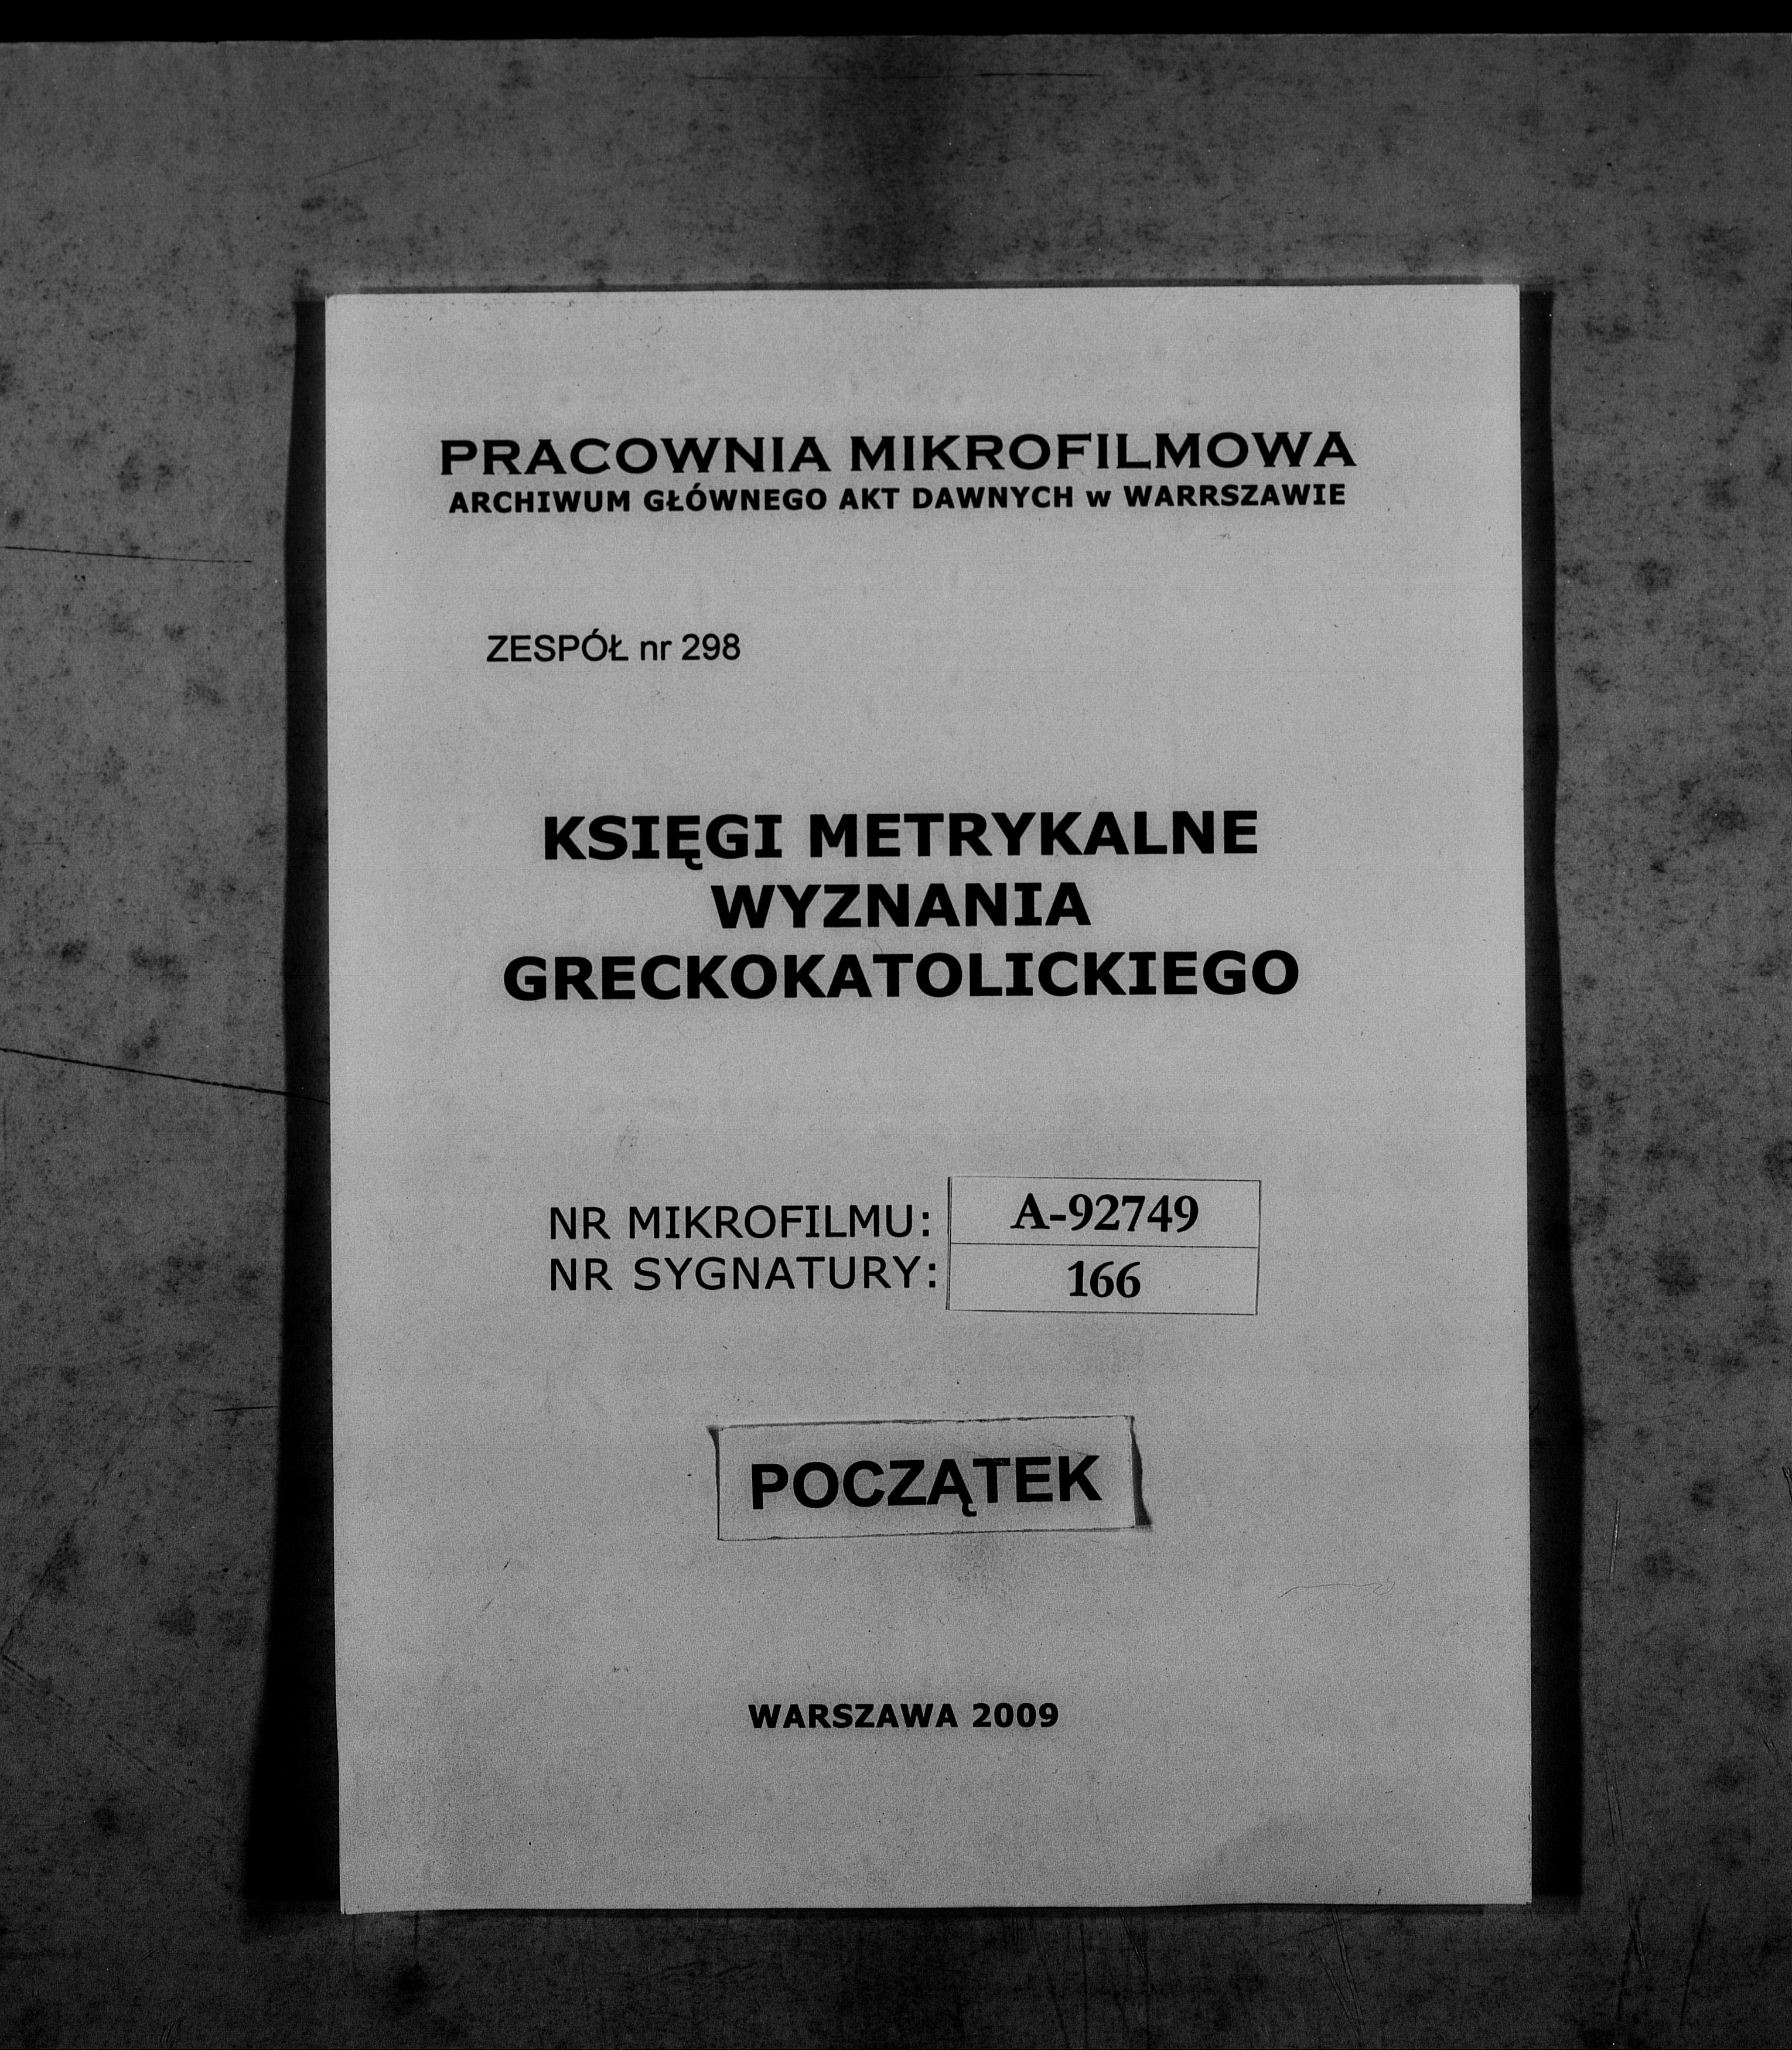 PRACOWNIA MIKROFILMOWA
ARCHIWUM GŁÓWNEGO AKT DAWNYCH w WARRSZAWIE
ZESPÓŁ nr 298
KSIĘGI METRYKALNE
WYZNANIA
GRECKOKATOLICKIEGO
NR MIKROFILMU: A-92749
NR SYGNATURY: 166
POCZĄTEK
WARSZAWA 2009